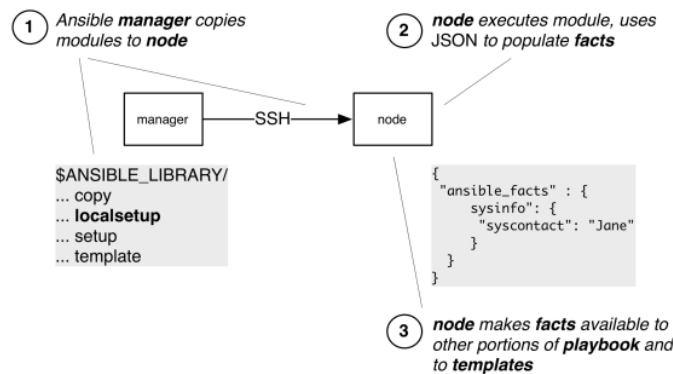 1 Ansible manager copies
modules to node
2 node executes module, uses
JSON to populate facts
manager
SSH
node
$ANSIBLE_LIBRARY/
... copy
... localsetup
... setup
... template
{
"ansible_facts" : {
sysinfo": {
"syscontact": "Jane"
}
}
}
3 node makes facts available to
other portions of playbook and
to templates